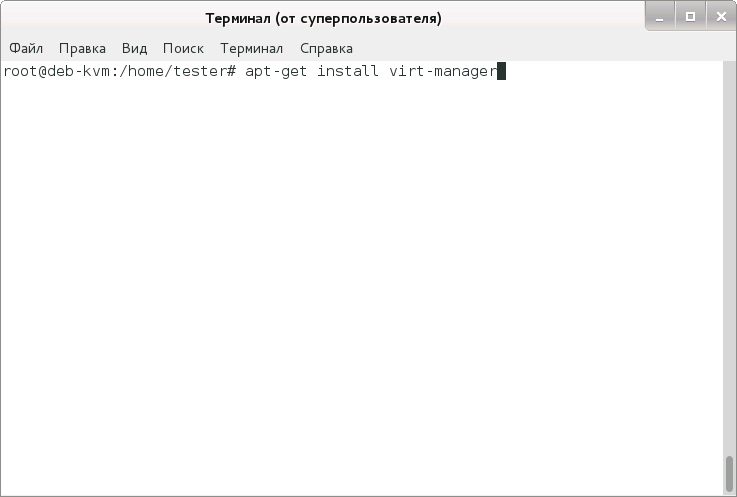 Терминал (от суперпользователя)
Файл Правка Вид Поиск Терминал Справка
root@deb-kvm:/home/tester# apt-get install virt-manager